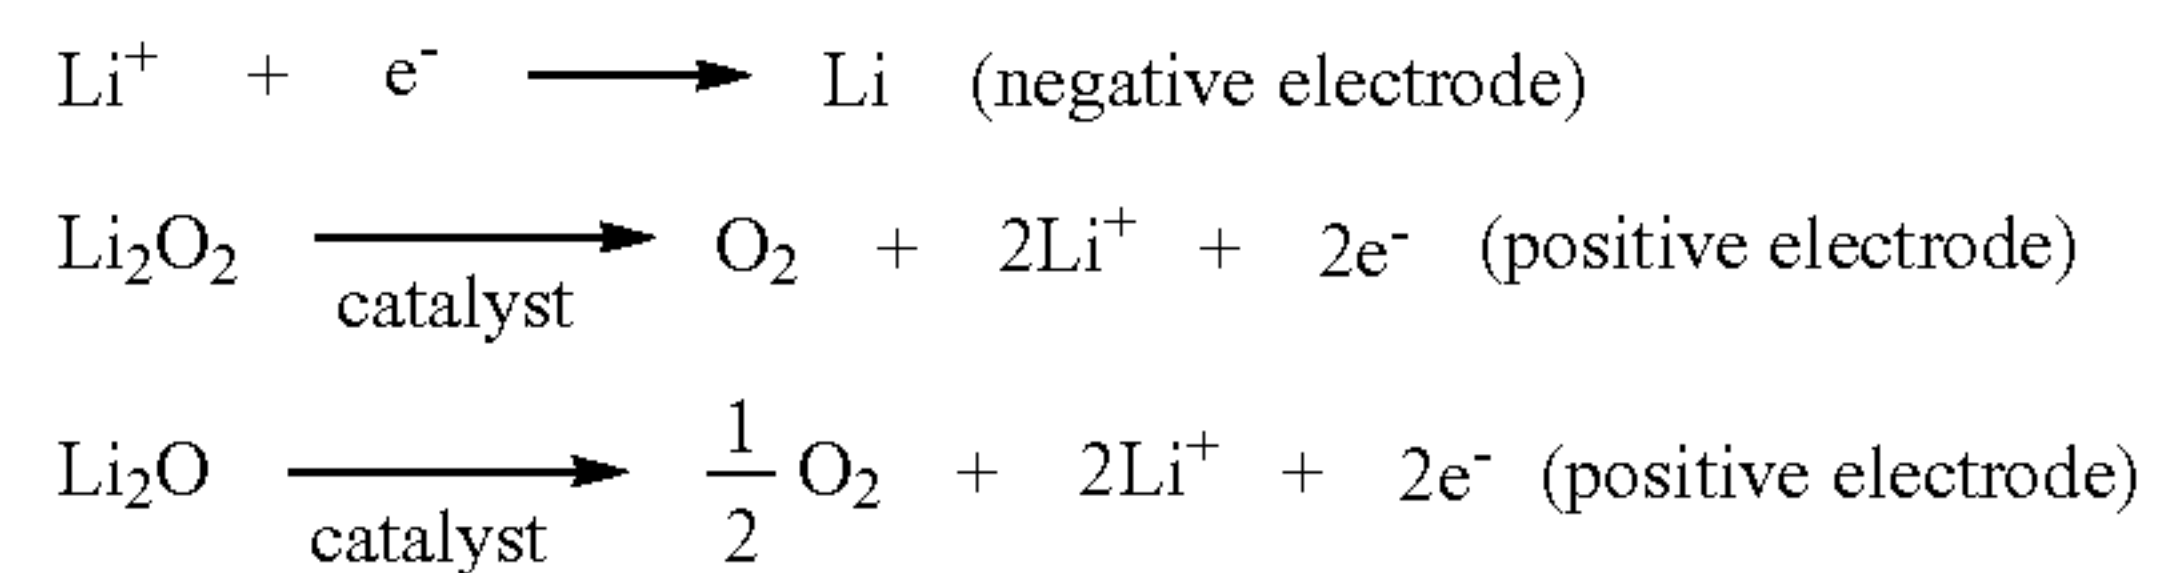 Li⁺ + e⁻ ⟶ Li (negative electrode)
Li₂O₂ ⟶ O₂ + 2Li⁺ + 2e⁻ (positive electrode)
catalyst
Li₂O ⟶ 1/2 O₂ + 2Li⁺ + 2e⁻ (positive electrode)
catalyst